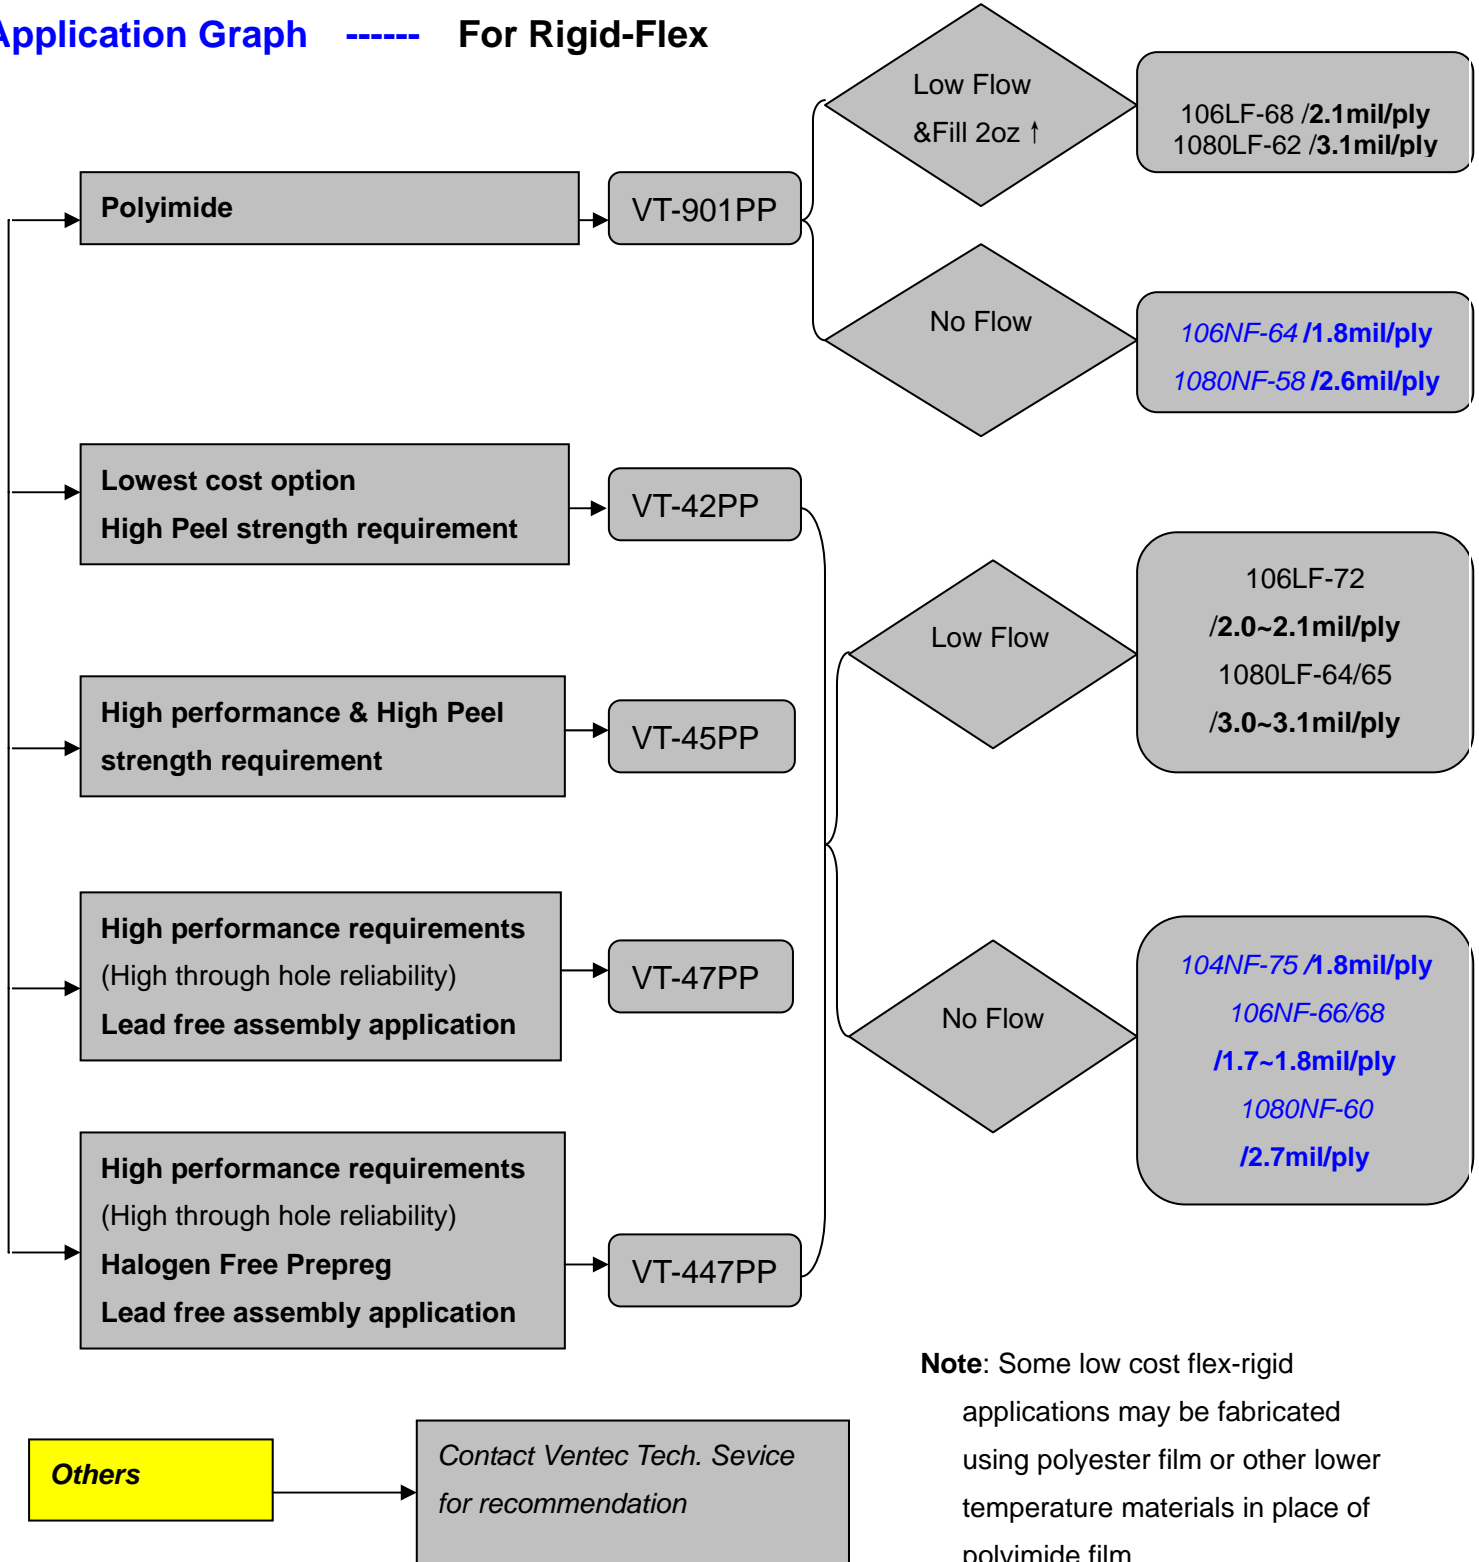 Application Graph ------ For Rigid-Flex
Low Flow
&Fill 2oz ↑
106LF-68 /2.1mil/ply
1080LF-62 /3.1mil/ply
Polyimide
VT-901PP
No Flow
106NF-64 /1.8mil/ply
1080NF-58 /2.6mil/ply
Lowest cost option
High Peel strength requirement
VT-42PP
Low Flow
106LF-72
/2.0~2.1mil/ply
1080LF-64/65
/3.0~3.1mil/ply
High performance & High Peel
strength requirement
VT-45PP
High performance requirements
(High through hole reliability)
Lead free assembly application
VT-47PP
No Flow
104NF-75 /1.8mil/ply
106NF-66/68
/1.7~1.8mil/ply
1080NF-60
/2.7mil/ply
High performance requirements
(High through hole reliability)
Halogen Free Prepreg
Lead free assembly application
VT-447PP
Others
Contact Ventec Tech. Sevice
for recommendation
Note: Some low cost flex-rigid
applications may be fabricated
using polyester film or other lower
temperature materials in place of
polyimide film